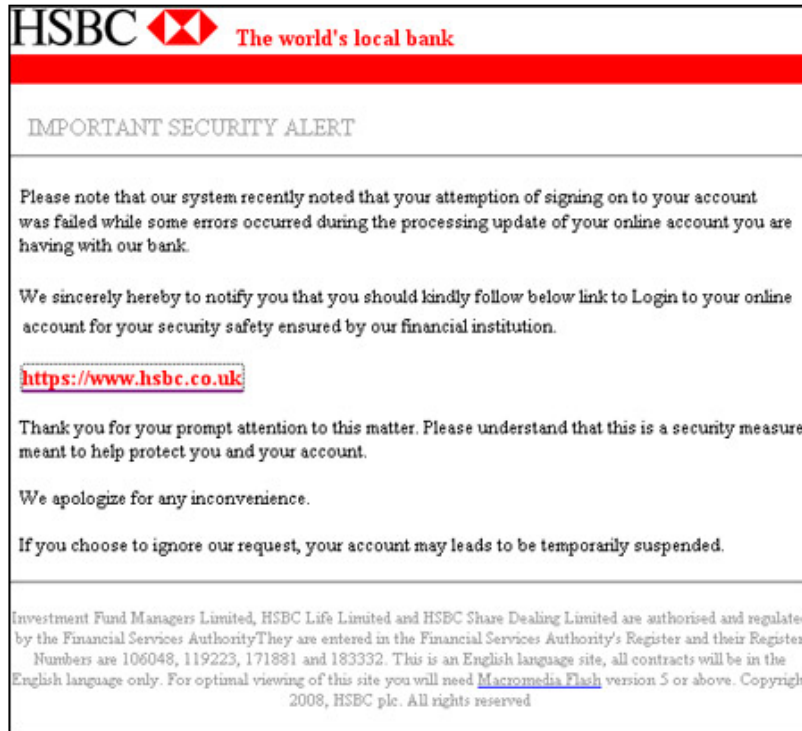 HSBC The world's local bank
IMPORTANT SECURITY ALERT
Please note that our system recently noted that your attemption of signing on to your account
was failed while some errors occurred during the processing update of your online account you are
having with our bank.
We sincerely hereby to notify you that you should kindly follow below link to Login to your online
account for your security safety ensured by our financial institution.
https://www.hsbc.co.uk
Thank you for your prompt attention to this matter. Please understand that this is a security measure
meant to help protect you and your account.
We apologize for any inconvenience.
If you choose to ignore our request, your account may leads to be temporarily suspended.
Investment Fund Managers Limited, HSBC Life Limited and HSBC Share Dealing Limited are authorised and regulate
by the Financial Services AuthorityThey are entered in the Financial Services Authority's Register and their Register
Numbers are 106048, 119223, 171881 and 183332. This is an English language site, all contracts will be in the
English language only. For optimal viewing of this site you will need Macromedia Flash version 5 or above. Copyrigh
2008, HSBC plc. All rights reserved